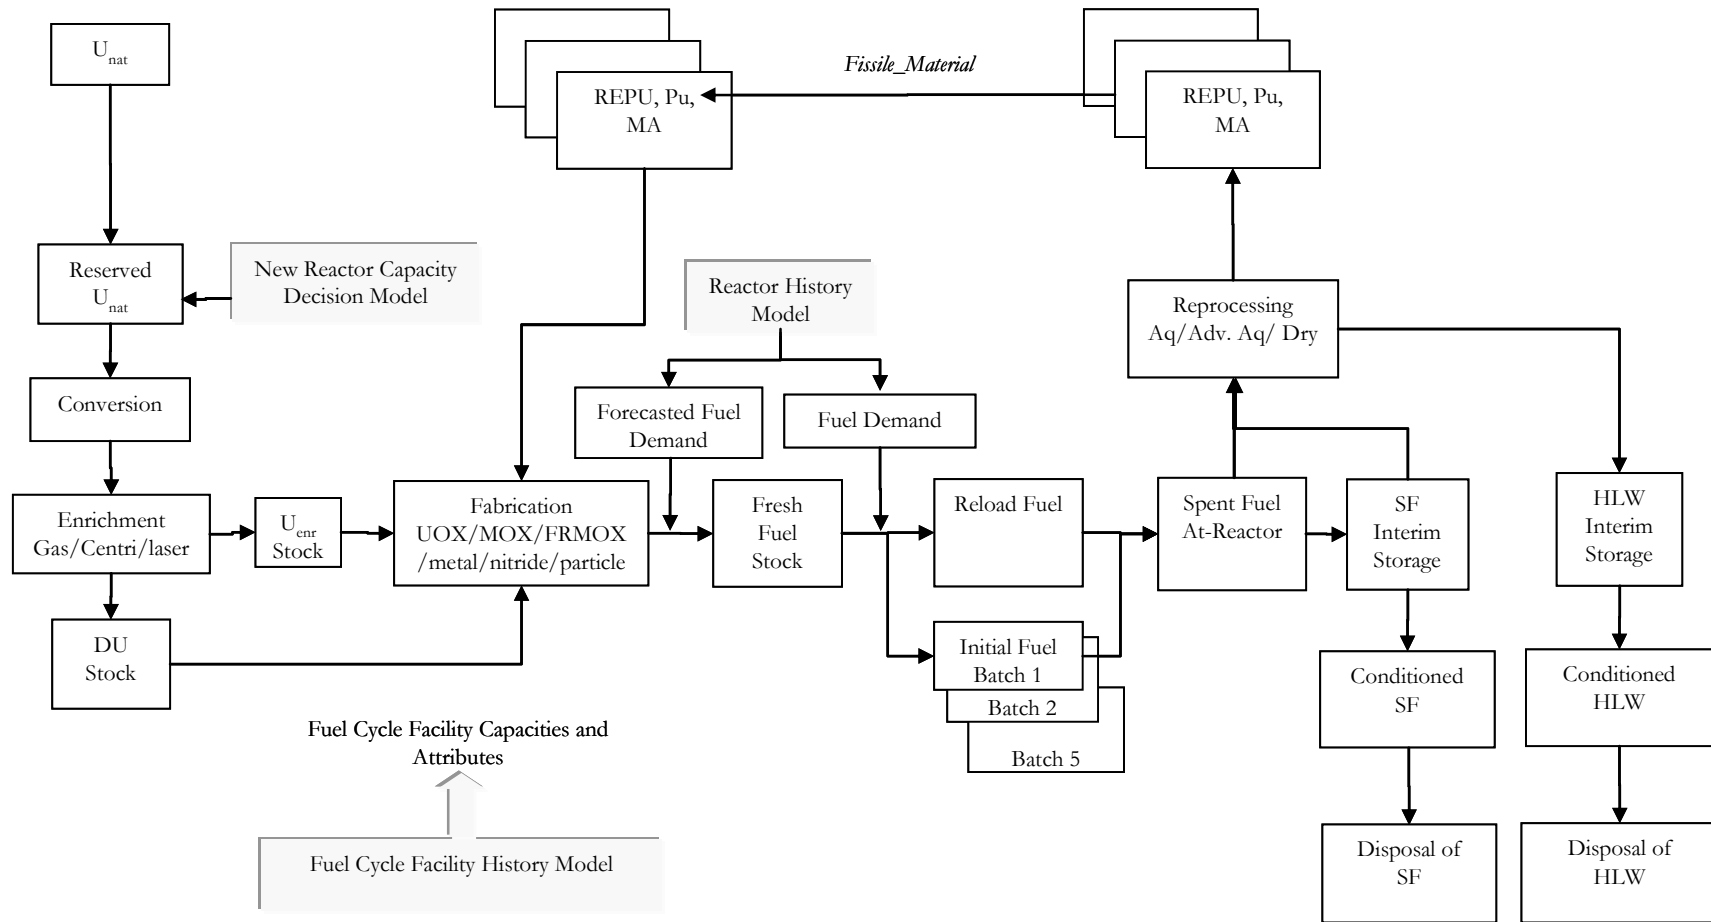 U_nat
REPU, Pu,
MA
Fissile_Material
REPU, Pu,
MA
Reserved
U_nat
New Reactor Capacity
Decision Model
Reactor History
Model
Reprocessing
Aq/Adv. Aq/ Dry
Conversion
Forecasted Fuel
Demand
Fuel Demand
Enrichment
Gas/Centri/laser
U_enr
Stock
Fabrication
UOX/MOX/FRMOX
/metal/nitride/particle
Fresh
Fuel
Stock
Reload Fuel
Spent Fuel
At-Reactor
SF
Interim
Storage
HLW
Interim
Storage
DU
Stock
Initial Fuel
Batch 1
Batch 2
Batch 5
Conditioned
SF
Conditioned
HLW
Fuel Cycle Facility Capacities and
Attributes
Fuel Cycle Facility History Model
Disposal of
SF
Disposal of
HLW